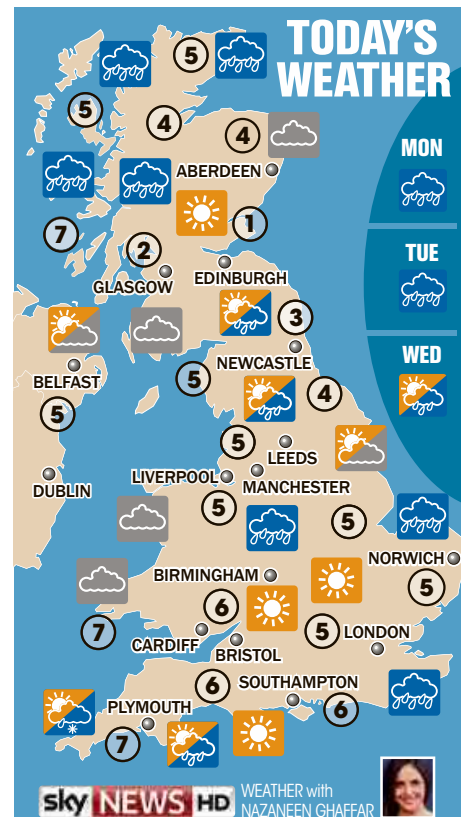 TODAY'S
WEATHER
5
5
4
4
ABERDEEN
MON
7
1
2
EDINBURGH
GLASGOW
TUE
3
NEWCASTLE
WED
BELFAST
5
4
5
5
LEEDS
LIVERPOOL
MANCHESTER
DUBLIN
5
5
NORWICH
BIRMINGHAM
5
6
7
CARDIFF
5
LONDON
BRISTOL
6
SOUTHAMPTON
6
PLYMOUTH
7
sky NEWS HD
WEATHER with
NAZANEEN GHAFFAR